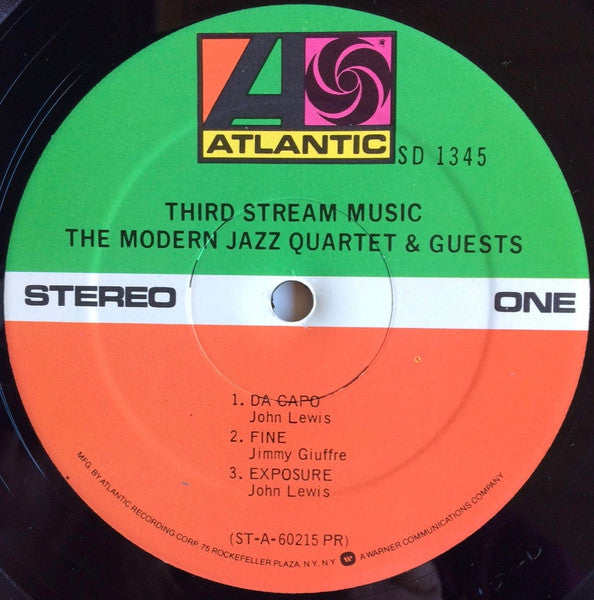 ATLANTIC
SD 1345
THIRD STREAM MUSIC
THE MODERN JAZZ QUARTET & GUESTS
STEREO
ONE
1. DA CAPO
John Lewis
2. FINE
Jimmy Giuffre
3. EXPOSURE
John Lewis
(ST-A-60215 PR)
MFG. BY ATLANTIC RECORDING CORP. 75 ROCKEFELLER PLAZA, N.Y. N.Y. A WARNER COMMUNICATIONS COMPANY